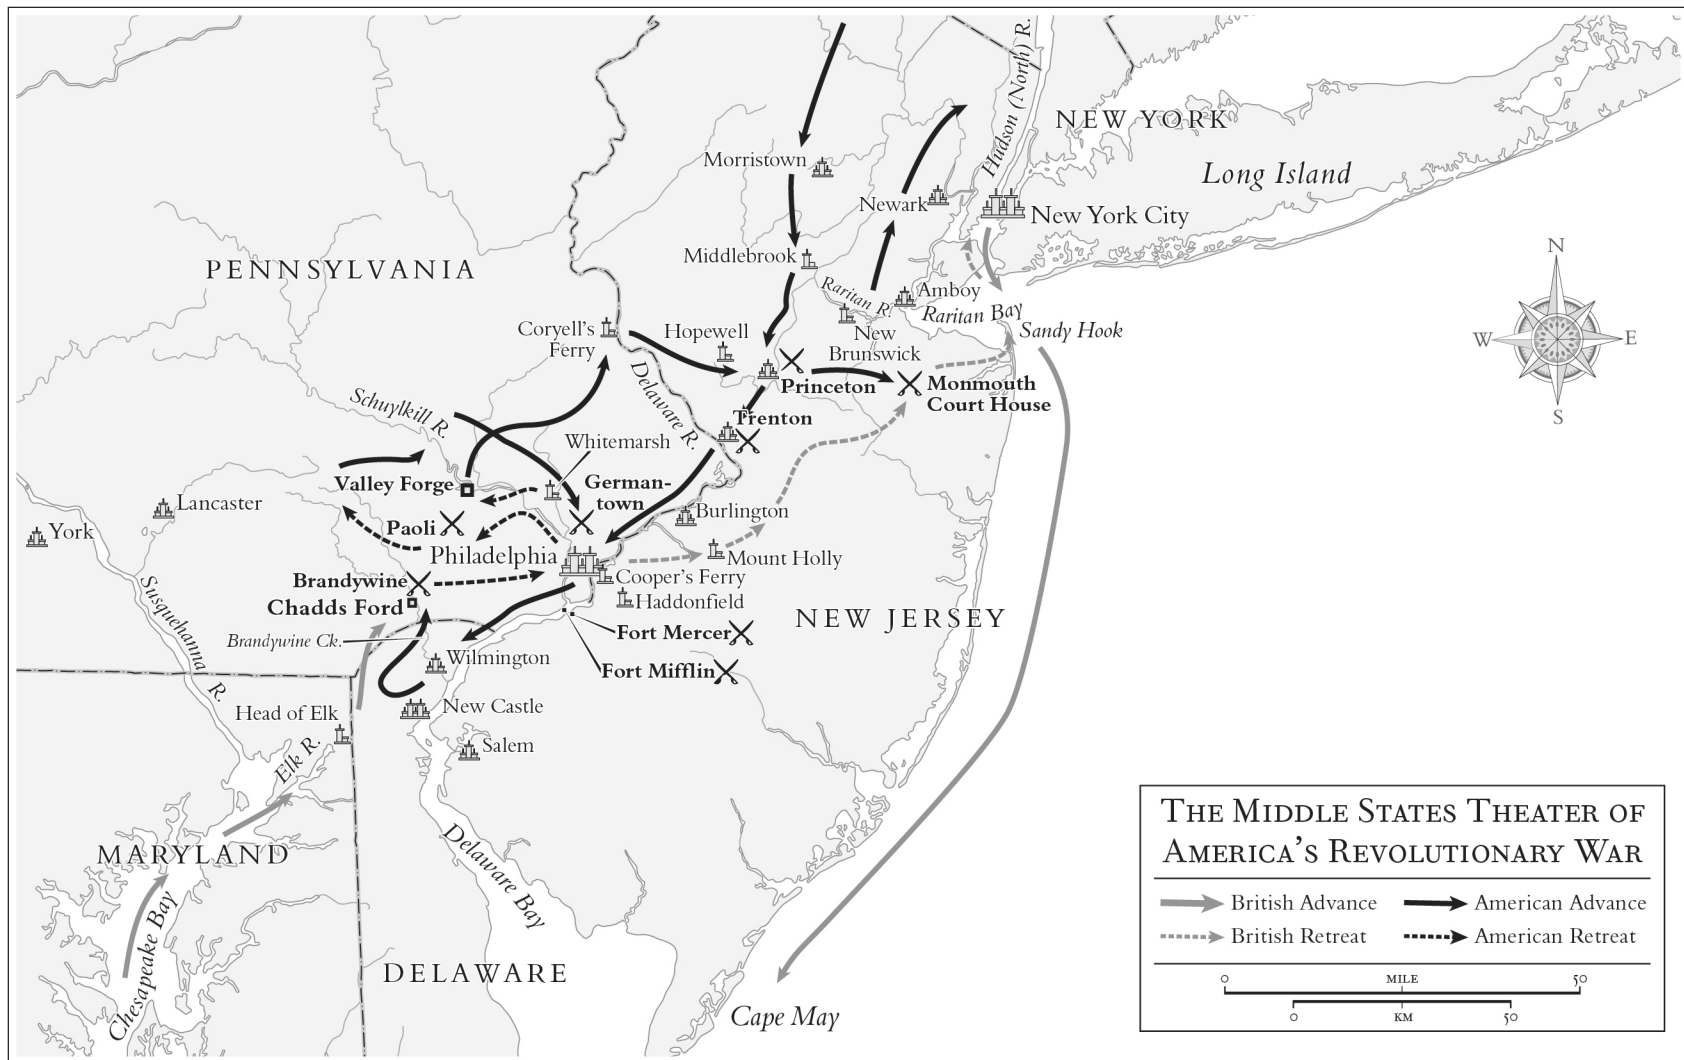 Hudson (North) R.
NEW YORK
Long Island
Morristown
Newark
New York City
Middlebrook
PENNSYLVANIA
Raritan R.
Amboy
Raritan Bay
Sandy Hook
Coryell's
Ferry
Hopewell
New
Brunswick
Princeton
Monmouth
Court House
Delaware R.
Trenton
Schuylkill R.
Whitemarsh
Valley Forge
German-
town
Lancaster
York
Paoli
Burlington
Philadelphia
Mount Holly
Brandywine
Cooper's Ferry
Chadds Ford
Haddonfield
NEW JERSEY
Brandywine Ck.
Fort Mercer
Wilmington
Fort Mifflin
Susquehanna R.
New Castle
Head of Elk
Salem
Elk R.
MARYLAND
Delaware Bay
Chesapeake Bay
DELAWARE
Cape May
N
W
E
S
THE MIDDLE STATES THEATER OF
AMERICA'S REVOLUTIONARY WAR
British Advance
American Advance
British Retreat
American Retreat
0 MILE 50
0 KM 50